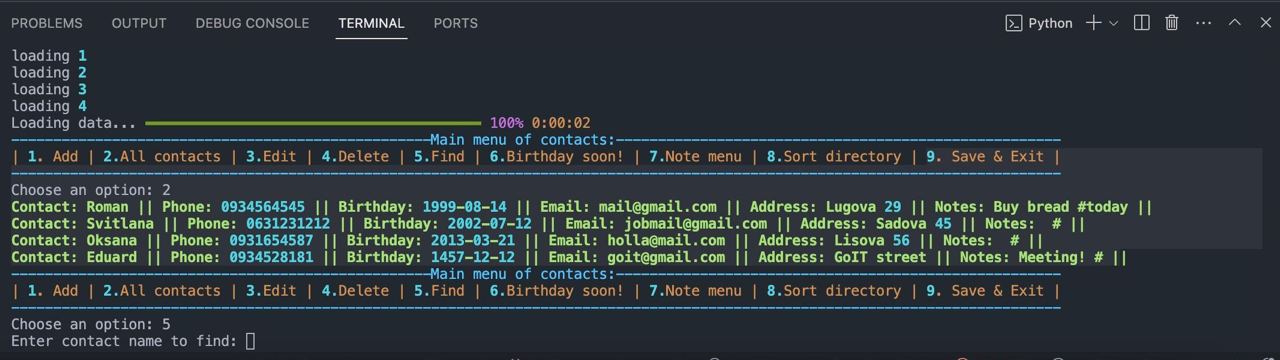 PROBLEMS OUTPUT DEBUG CONSOLE TERMINAL PORTS Python
loading 1
loading 2
loading 3
loading 4
Loading data... 100% 0:00:02
Main menu of contacts:
| 1. Add | 2.All contacts | 3.Edit | 4.Delete | 5.Find | 6.Birthday soon! | 7.Note menu | 8.Sort directory | 9. Save & Exit |
Choose an option: 2
Contact: Roman || Phone: 0934564545 || Birthday: 1999-08-14 || Email: mail@gmail.com || Address: Lugova 29 || Notes: Buy bread #today ||
Contact: Svitlana || Phone: 0631231212 || Birthday: 2002-07-12 || Email: jobmail@gmail.com || Address: Sadova 45 || Notes:  # ||
Contact: Oksana || Phone: 0931654587 || Birthday: 2013-03-21 || Email: holla@mail.com || Address: Lisova 56 || Notes:  # ||
Contact: Eduard || Phone: 0934528181 || Birthday: 1457-12-12 || Email: goit@gmail.com || Address: GoIT street || Notes: Meeting! # ||
Main menu of contacts:
| 1. Add | 2.All contacts | 3.Edit | 4.Delete | 5.Find | 6.Birthday soon! | 7.Note menu | 8.Sort directory | 9. Save & Exit |
Choose an option: 5
Enter contact name to find: